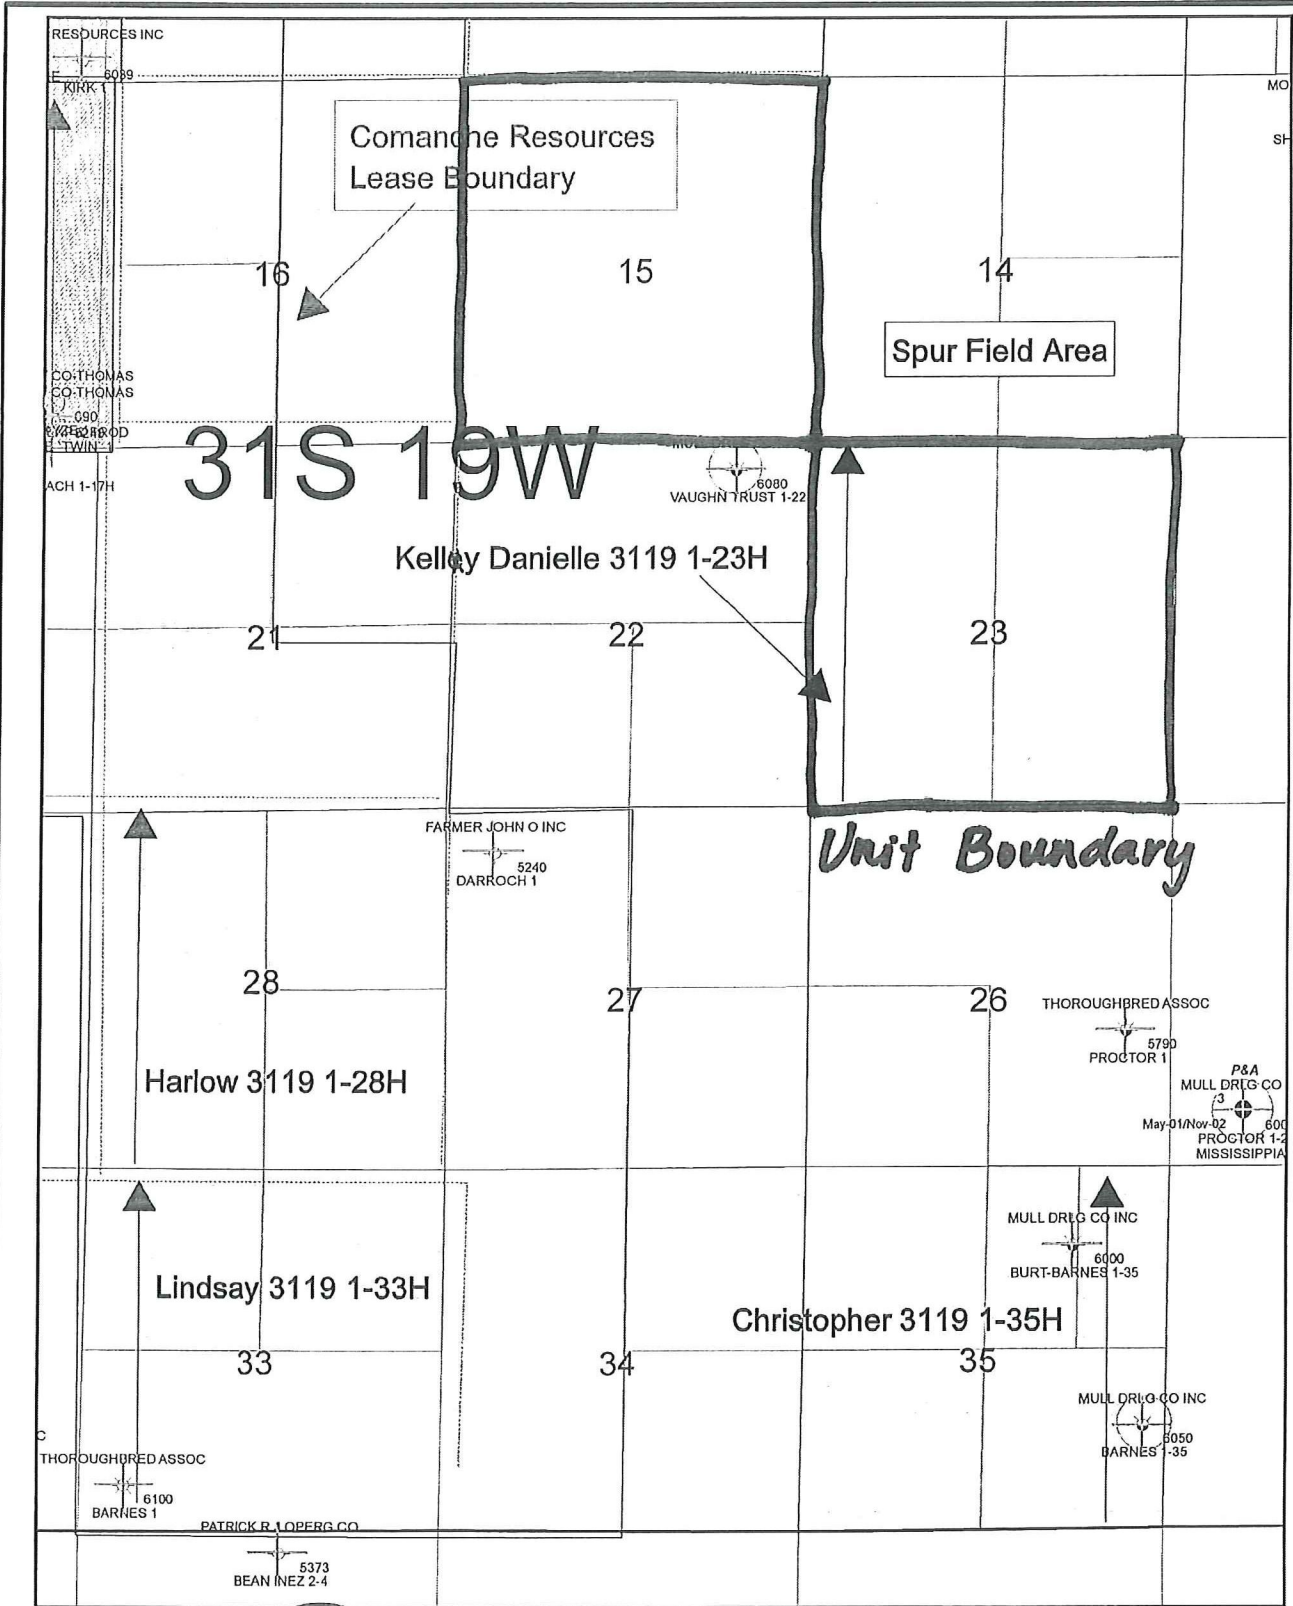 RESOURCES INC
6089
KIRK 1
MO
SH
Comanche Resources
Lease Boundary
16
15
14
Spur Field Area
CO-THOMAS
CO-THOMAS
690
TWIN 1
ACH 1-17H
31S 19W
6080
VAUGHN TRUST 1-22
Kelley Danielle 3119 1-23H
21
22
23
Unit Boundary
FARMER JOHN O INC
5240
DARROCH 1
28
27
26
THOROUGHBRED ASSOC
5790
PROCTOR 1
P&A
MULL DRLG CO
3
May-01/Nov-02
600
PROCTOR 1-2
MISSISSIPPIA
Harlow 3119 1-28H
MULL DRLG CO INC
6000
BURT-BARNES 1-35
Lindsay 3119 1-33H
Christopher 3119 1-35H
33
34
35
MULL DRLG CO INC
6050
BARNES 1-35
C
THOROUGHBRED ASSOC
6100
BARNES 1
PATRICK R LOPERG CO
5373
BEAN INEZ 2-4